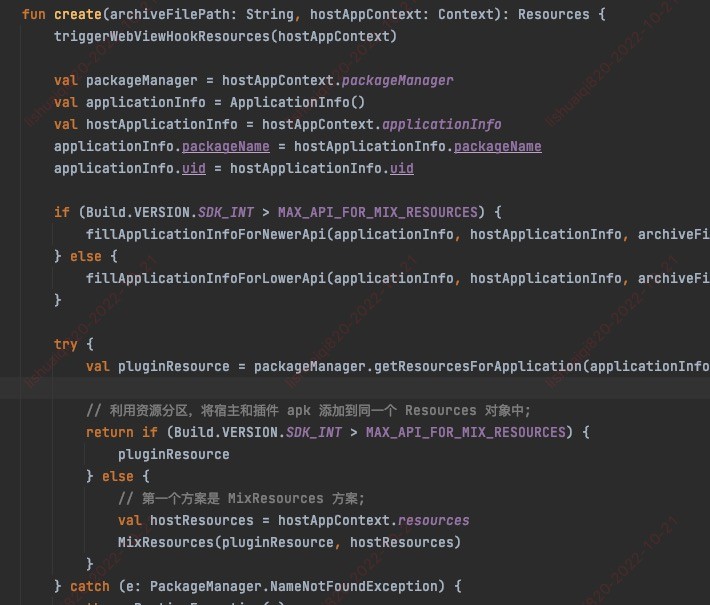 fun create(archiveFilePath: String, hostAppContext: Context): Resources {
triggerWebViewHookResources(hostAppContext)
val packageManager = hostAppContext.packageManager
val applicationInfo = ApplicationInfo()
val hostApplicationInfo = hostAppContext.applicationInfo
applicationInfo.packageName = hostApplicationInfo.packageName
applicationInfo.uid = hostApplicationInfo.uid
if (Build.VERSION.SDK_INT > MAX_API_FOR_MIX_RESOURCES) {
fillApplicationInfoForNewerApi(applicationInfo, hostApplicationInfo, archiveFi
} else {
fillApplicationInfoForLowerApi(applicationInfo, hostApplicationInfo, archiveFi
}
try {
val pluginResource = packageManager.getResourcesForApplication(applicationInfo
// 利用资源分区，将宿主和插件 apk 添加到同一个 Resources 对象中;
return if (Build.VERSION.SDK_INT > MAX_API_FOR_MIX_RESOURCES) {
pluginResource
} else {
// 第一个方案是 MixResources 方案;
val hostResources = hostAppContext.resources
MixResources(pluginResource, hostResources)
}
} catch (e: PackageManager.NameNotFoundException) {